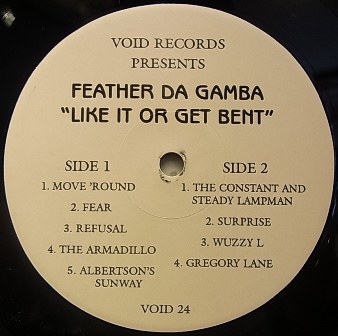 VOID RECORDS
PRESENTS
FEATHER DA GAMBA
“LIKE IT OR GET BENT”
SIDE 1
1. MOVE ’ROUND
2. FEAR
3. REFUSAL
4. THE ARMADILLO
5. ALBERTSON’S
SUNWAY
SIDE 2
1. THE CONSTANT AND
STEADY LAMPMAN
2. SURPRISE
3. WUZZY L
4. GREGORY LANE
VOID 24